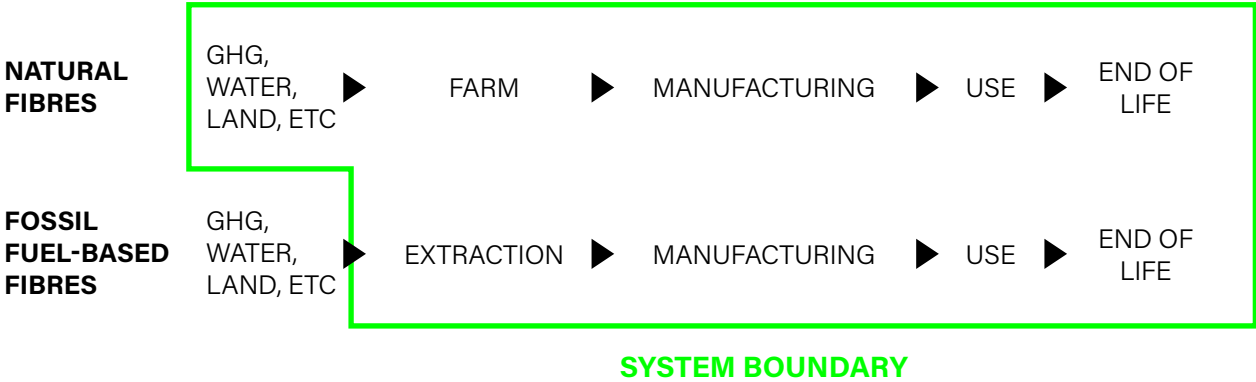 NATURAL
FIBRES
GHG,
WATER,
LAND, ETC
FARM
MANUFACTURING
USE
END OF
LIFE
FOSSIL
FUEL-BASED
FIBRES
GHG,
WATER,
LAND, ETC
EXTRACTION
MANUFACTURING
USE
END OF
LIFE
SYSTEM BOUNDARY